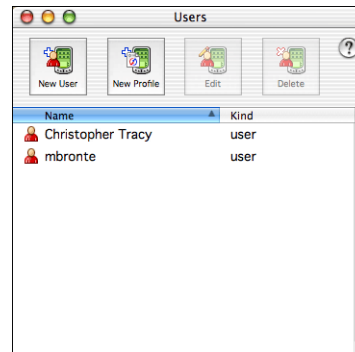 Users
New User New Profile Edit Delete ?
Name Kind
Christopher Tracy user
mbronte user